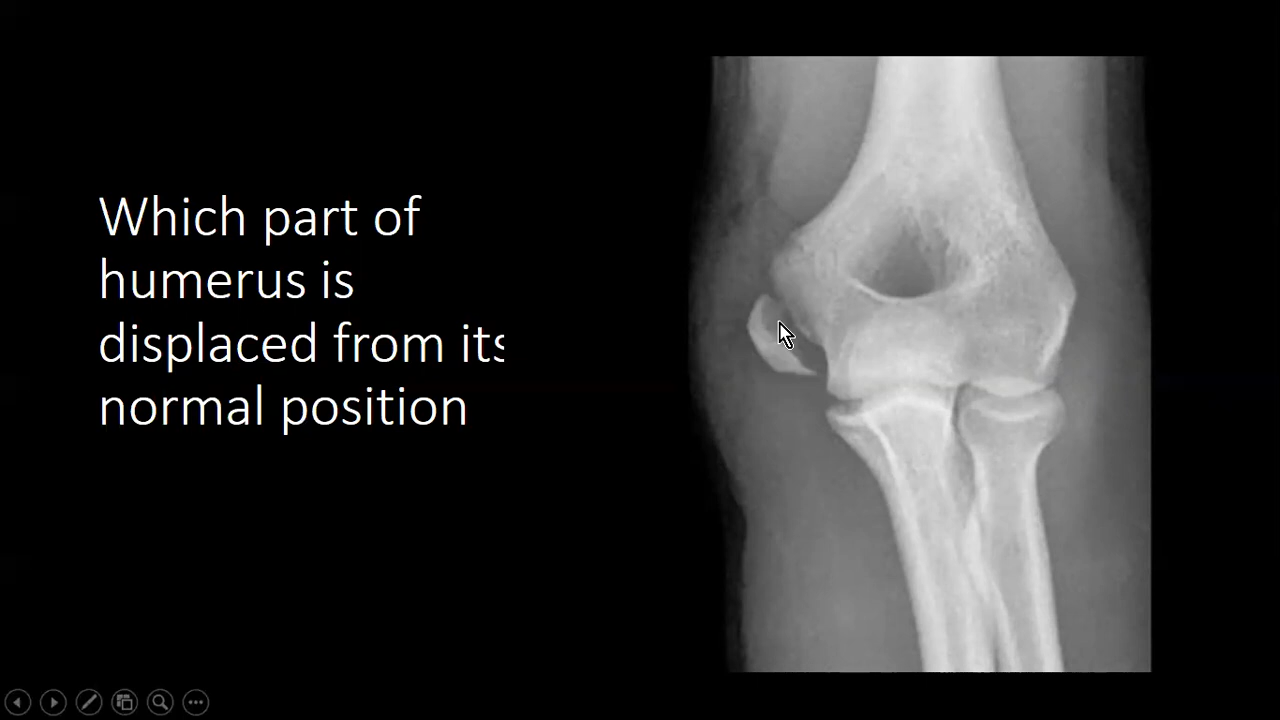 Which part of
humerus is
displaced from its
normal position